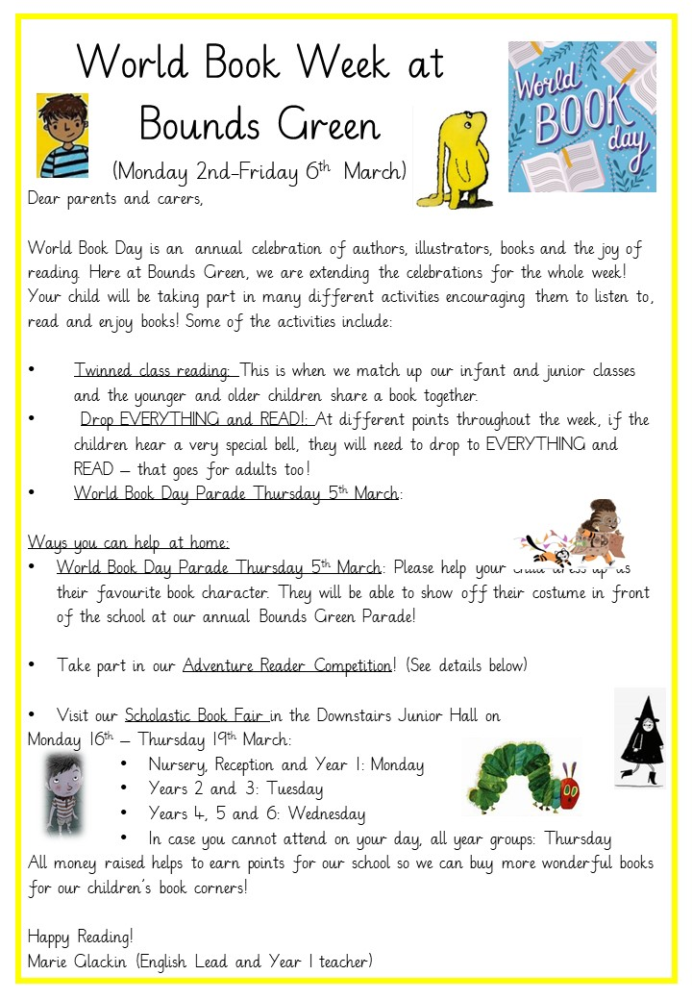 World Book Week at
Bounds Green
(Monday 2nd-Friday 6th March)
World
BOOK
day
Dear parents and carers,
World Book Day is an annual celebration of authors, illustrators, books and the joy of
reading. Here at Bounds Green, we are extending the celebrations for the whole week!
Your child will be taking part in many different activities encouraging them to listen to,
read and enjoy books! Some of the activities include:
• Twinned class reading: This is when we match up our infant and junior classes
and the younger and older children share a book together.
• Drop EVERYTHING and READ!: At different points throughout the week, if the
children hear a very special bell, they will need to drop to EVERYTHING and
READ – that goes for adults too!
• World Book Day Parade Thursday 5th March:
Ways you can help at home:
• World Book Day Parade Thursday 5th March: Please help your child dress up as
their favourite book character. They will be able to show off their costume in front
of the school at our annual Bounds Green Parade!
• Take part in our Adventure Reader Competition! (See details below)
• Visit our Scholastic Book Fair in the Downstairs Junior Hall on
Monday 16th – Thursday 19th March:
• Nursery, Reception and Year 1: Monday
• Years 2 and 3: Tuesday
• Years 4, 5 and 6: Wednesday
• In case you cannot attend on your day, all year groups: Thursday
All money raised helps to earn points for our school so we can buy more wonderful books
for our children's book corners!
Happy Reading!
Marie Glackin (English Lead and Year 1 teacher)